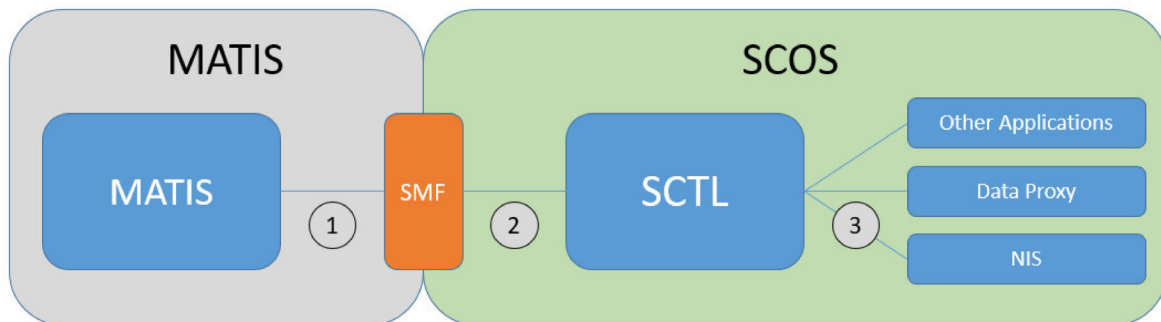 MATIS
SCOS
MATIS
SMF
SCTL
Other Applications
Data Proxy
NIS
1
2
3